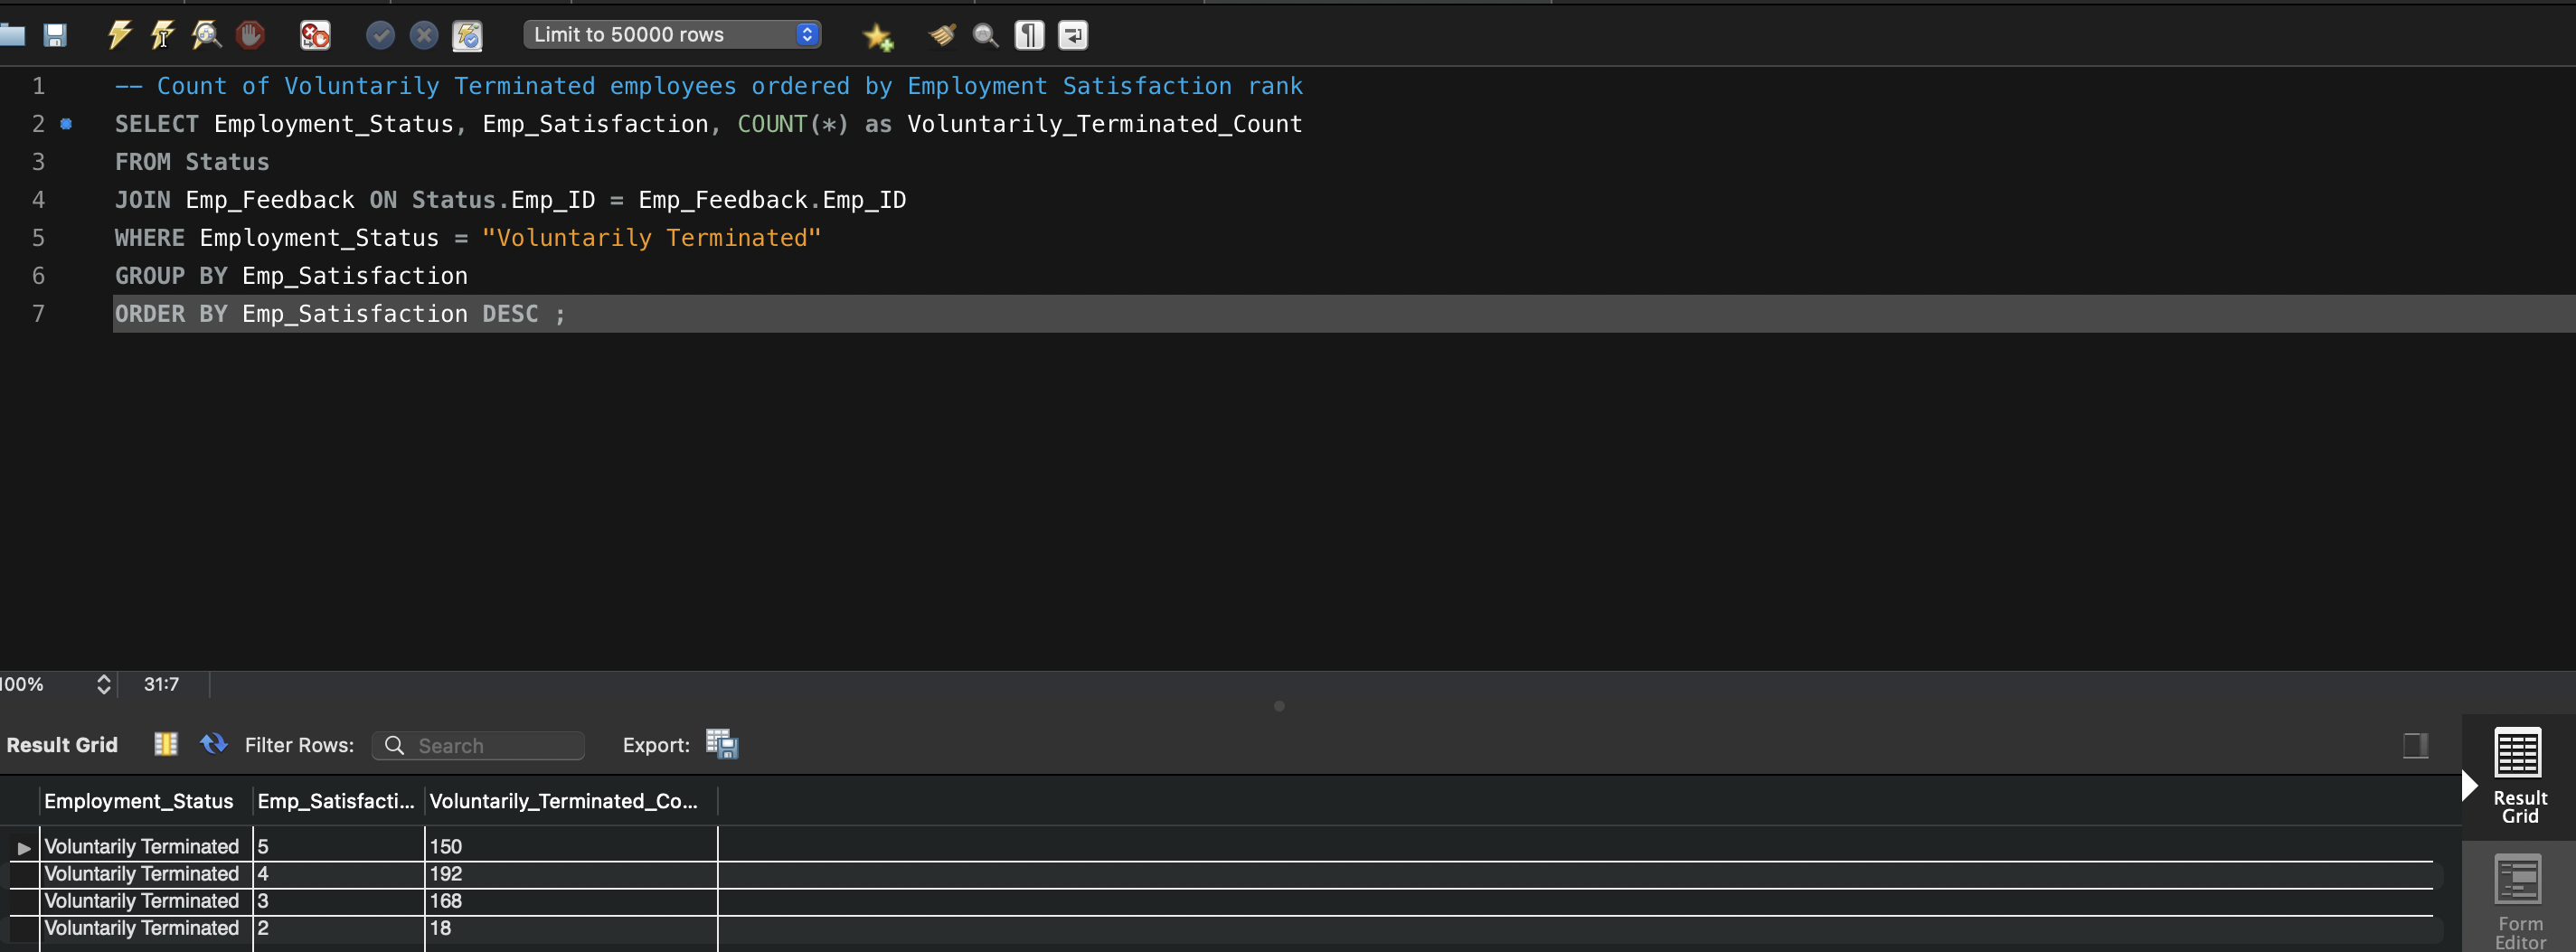 Limit to 50000 rows
1 -- Count of Voluntarily Terminated employees ordered by Employment Satisfaction rank
2 SELECT Employment_Status, Emp_Satisfaction, COUNT(*) as Voluntarily_Terminated_Count
3 FROM Status
4 JOIN Emp_Feedback ON Status.Emp_ID = Emp_Feedback.Emp_ID
5 WHERE Employment_Status = "Voluntarily Terminated"
6 GROUP BY Emp_Satisfaction
7 ORDER BY Emp_Satisfaction DESC ;
100% 31:7
Result Grid Filter Rows: Search Export:
Employment_Status Emp_Satisfacti... Voluntarily_Terminated_Co...
Voluntarily Terminated 5 150
Voluntarily Terminated 4 192
Voluntarily Terminated 3 168
Voluntarily Terminated 2 18
Result
Grid
Form
Editor